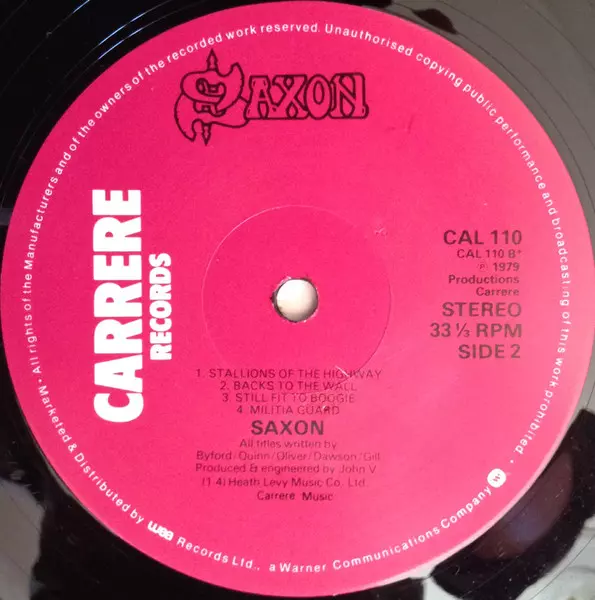 • All rights of the Manufacturers and of the owners of the recorded work reserved. Unauthorised copying public performance and broadcasting of this work prohibited. •
SAXON
CARRERE
RECORDS
CAL 110
CAL 110 B*
℗ 1979
Productions
Carrere
STEREO
33 ⅓ RPM
SIDE 2
1. STALLIONS OF THE HIGHWAY
2. BACKS TO THE WALL
3. STILL FIT TO BOOGIE
4. MILITIA GUARD
SAXON
All titles written by
Byford/Quinn/Oliver/Dawson/Gill
Produced & engineered by John V.
(1-4) Heath Levy Music Co. Ltd.
Carrere Music
Marketed & Distributed by wea Records Ltd., a Warner Communications Company W